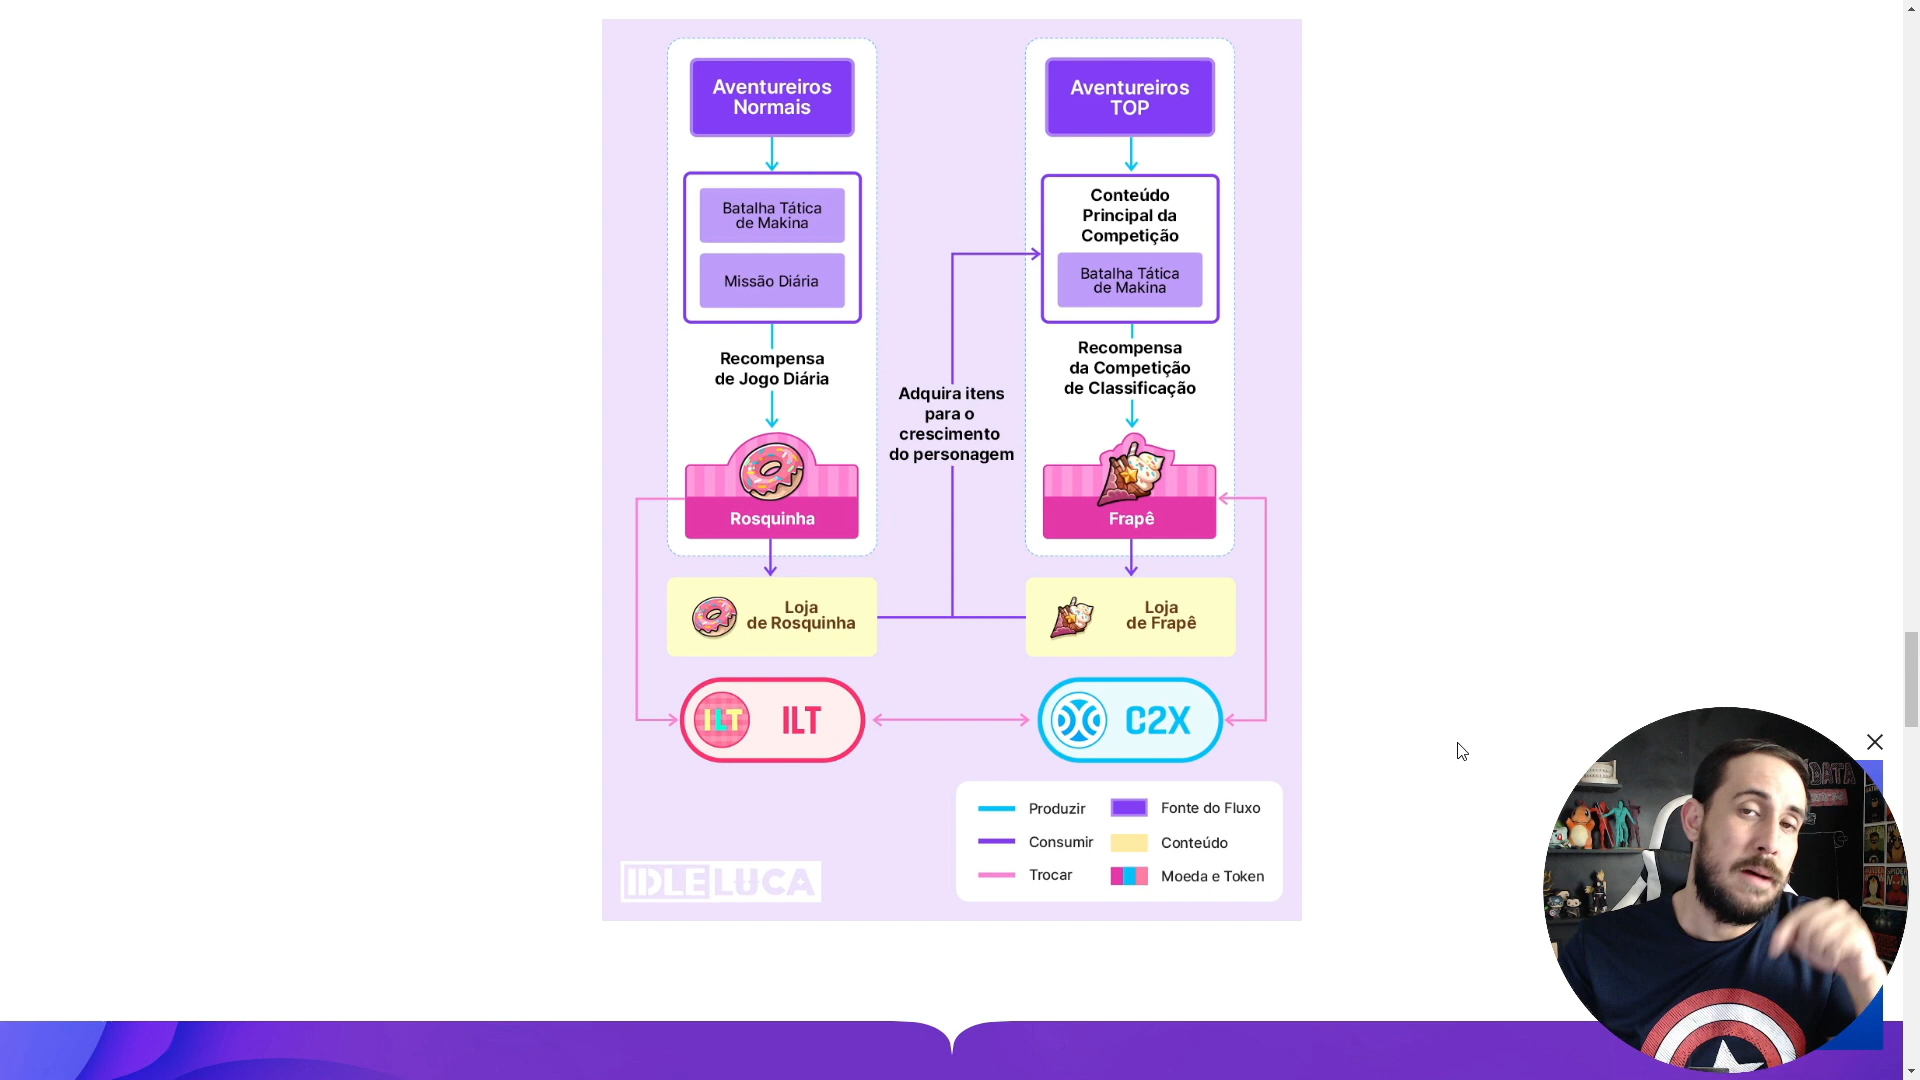 Aventureiros
Normais
Batalha Tática
de Makina
Missão Diária
Recompensa
de Jogo Diária
Rosquinha
Loja
de Rosquinha
ILT
ILT
Adquira itens
para o
crescimento
do personagem
Aventureiros
TOP
Conteúdo
Principal da
Competição
Batalha Tática
de Makina
Recompensa
da Competição
de Classificação
Frapê
Loja
de Frapê
C2X
Produzir
Consumir
Trocar
Fonte do Fluxo
Conteúdo
Moeda e Token
IDLELUCA
DATA